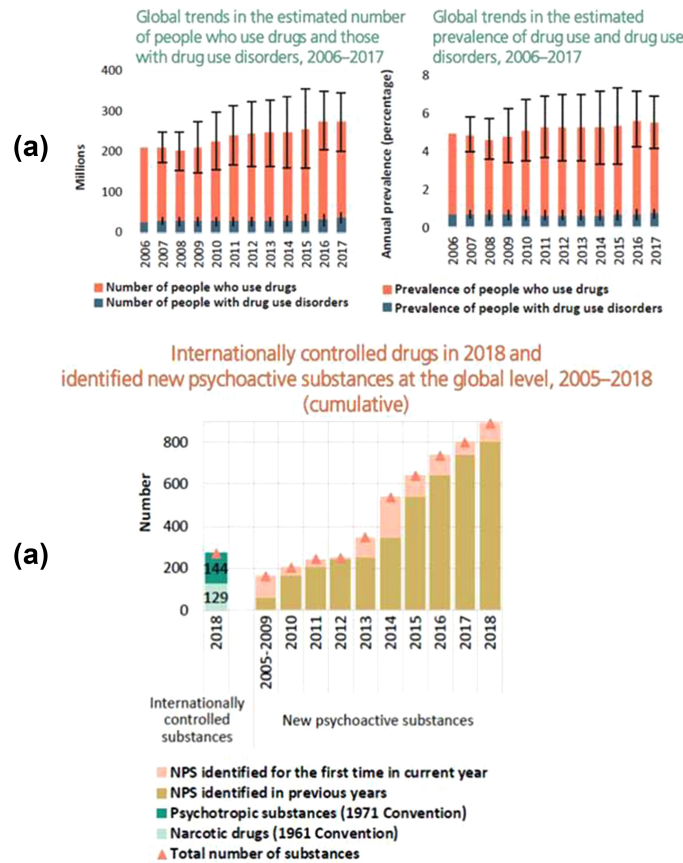 Global trends in the estimated number
of people who use drugs and those
with drug use disorders, 2006–2017
400
300
200
100
0
Millions
2006
2007
2008
2009
2010
2011
2012
2013
2014
2015
2016
2017
Number of people who use drugs
Number of people with drug use disorders
(a)
Global trends in the estimated
prevalence of drug use and drug use
disorders, 2006–2017
8
6
4
2
0
Annual prevalence (percentage)
2006
2007
2008
2009
2010
2011
2012
2013
2014
2015
2016
2017
Prevalence of people who use drugs
Prevalence of people with drug use disorders
Internationally controlled drugs in 2018 and
identified new psychoactive substances at the global level, 2005–2018
(cumulative)
(a)
800
600
400
200
0
Number
144
129
2018
2005-2009
2010
2011
2012
2013
2014
2015
2016
2017
2018
Internationally
controlled
substances
New psychoactive substances
NPS identified for the first time in current year
NPS identified in previous years
Psychotropic substances (1971 Convention)
Narcotic drugs (1961 Convention)
Total number of substances